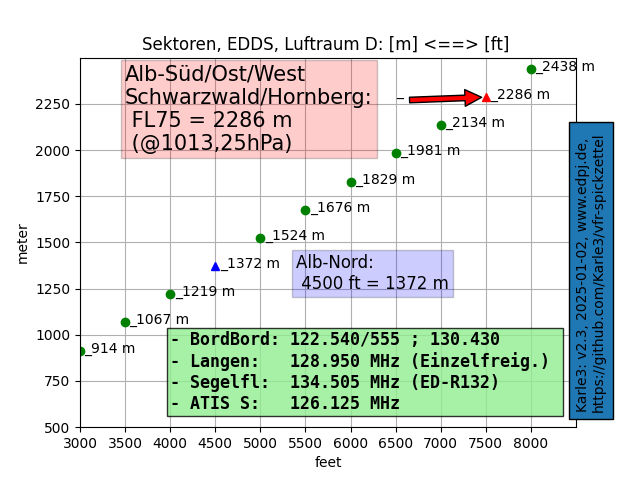 Sektoren, EDDS, Luftraum D: [m] <==> [ft]
Alb-Süd/Ost/West
Schwarzwald/Hornberg:
FL75 = 2286 m
(@1013,25hPa)
_2438 m
_2286 m
_2134 m
_1981 m
_1829 m
_1676 m
_1524 m
_1372 m
_1219 m
_1067 m
_914 m
Alb-Nord:
4500 ft = 1372 m
- BordBord: 122.540/555 ; 130.430
- Langen: 128.950 MHz (Einzelfreig.)
- Segelfl: 134.505 MHz (ED-R132)
- ATIS S: 126.125 MHz
Karle3: v2.3, 2025-01-02, www.edpj.de,
https://github.com/Karle3/vfr-spickzettel
meter
2250
2000
1750
1500
1250
1000
750
500
3000 3500 4000 4500 5000 5500 6000 6500 7000 7500 8000
feet